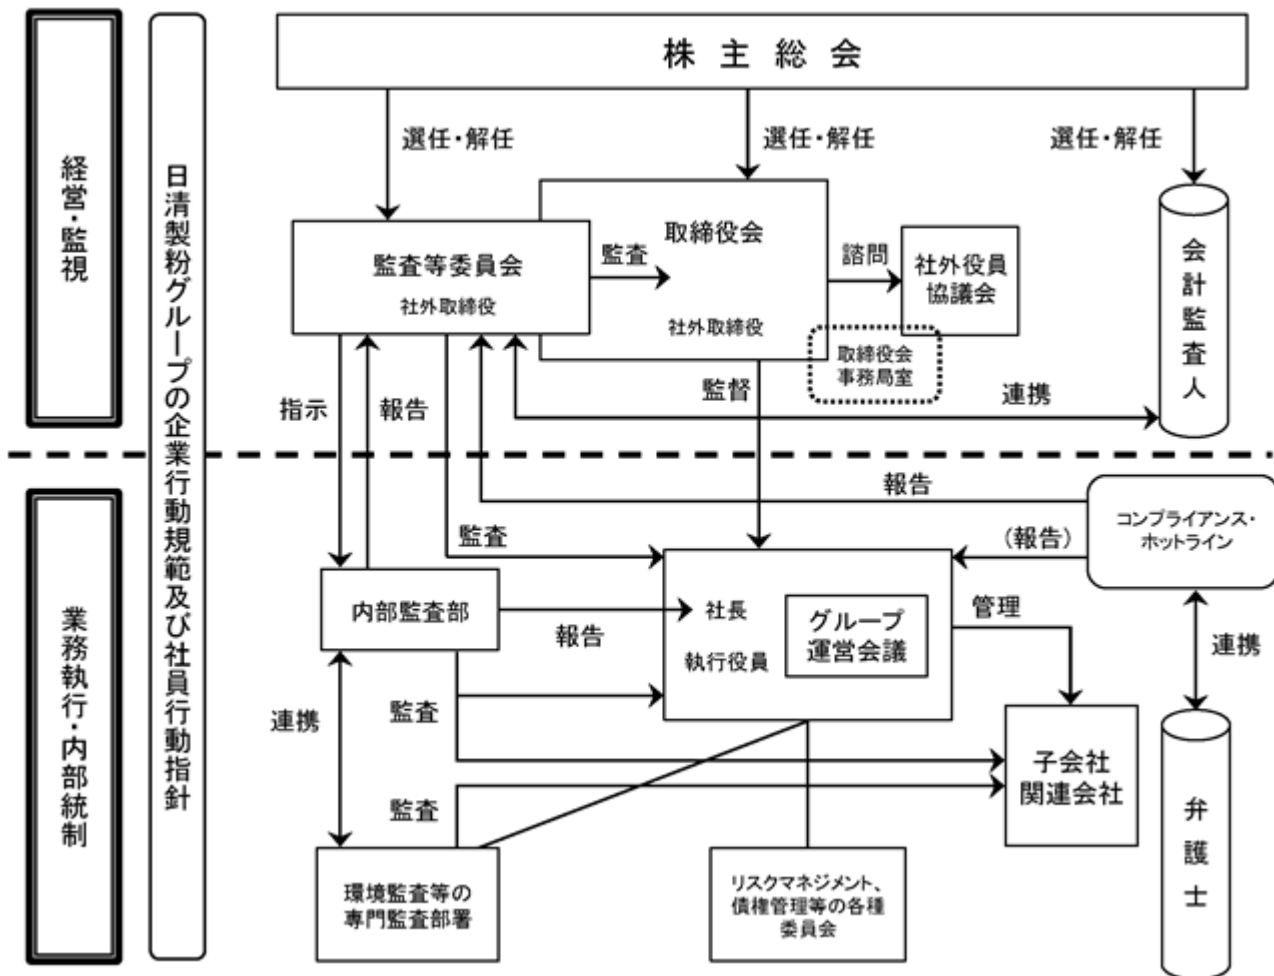 株主総会
選任・解任
選任・解任
選任・解任
経営・監視
日清製粉グループの企業行動規範及び社員行動指針
監査等委員会
社外取締役
監査
取締役会
社外取締役
諮問
社外役員
協議会
会計監査人
取締役会
事務局室
指示
報告
監督
連携
報告
コンプライアンス・
ホットライン
監査
(報告)
業務執行・内部統制
内部監査部
報告
社長
執行役員
グループ
運営会議
管理
連携
連携
監査
子会社
関連会社
監査
弁護士
環境監査等の
専門監査部署
リスクマネジメント、
債権管理等の各種
委員会